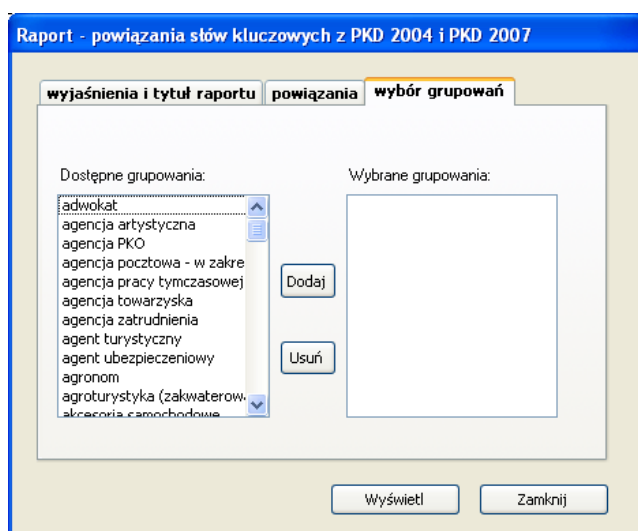 Raport - powiązania słów kluczowych z PKD 2004 i PKD 2007
wyjaśnienia i tytuł raportu powiązania wybór grupowań
Dostępne grupowania: Wybrane grupowania:
adwokat
agencja artystyczna
agencja PKO
agencja pocztowa - w zakre
agencja pracy tymczasowej
agencja towarzyska
agencja zatrudnienia
agent turystyczny
agent ubezpieczeniowy
agronom
agroturystyka (zakwaterow
akcesoria samochodowe
Dodaj
Usuń
Wyświetl Zamknij